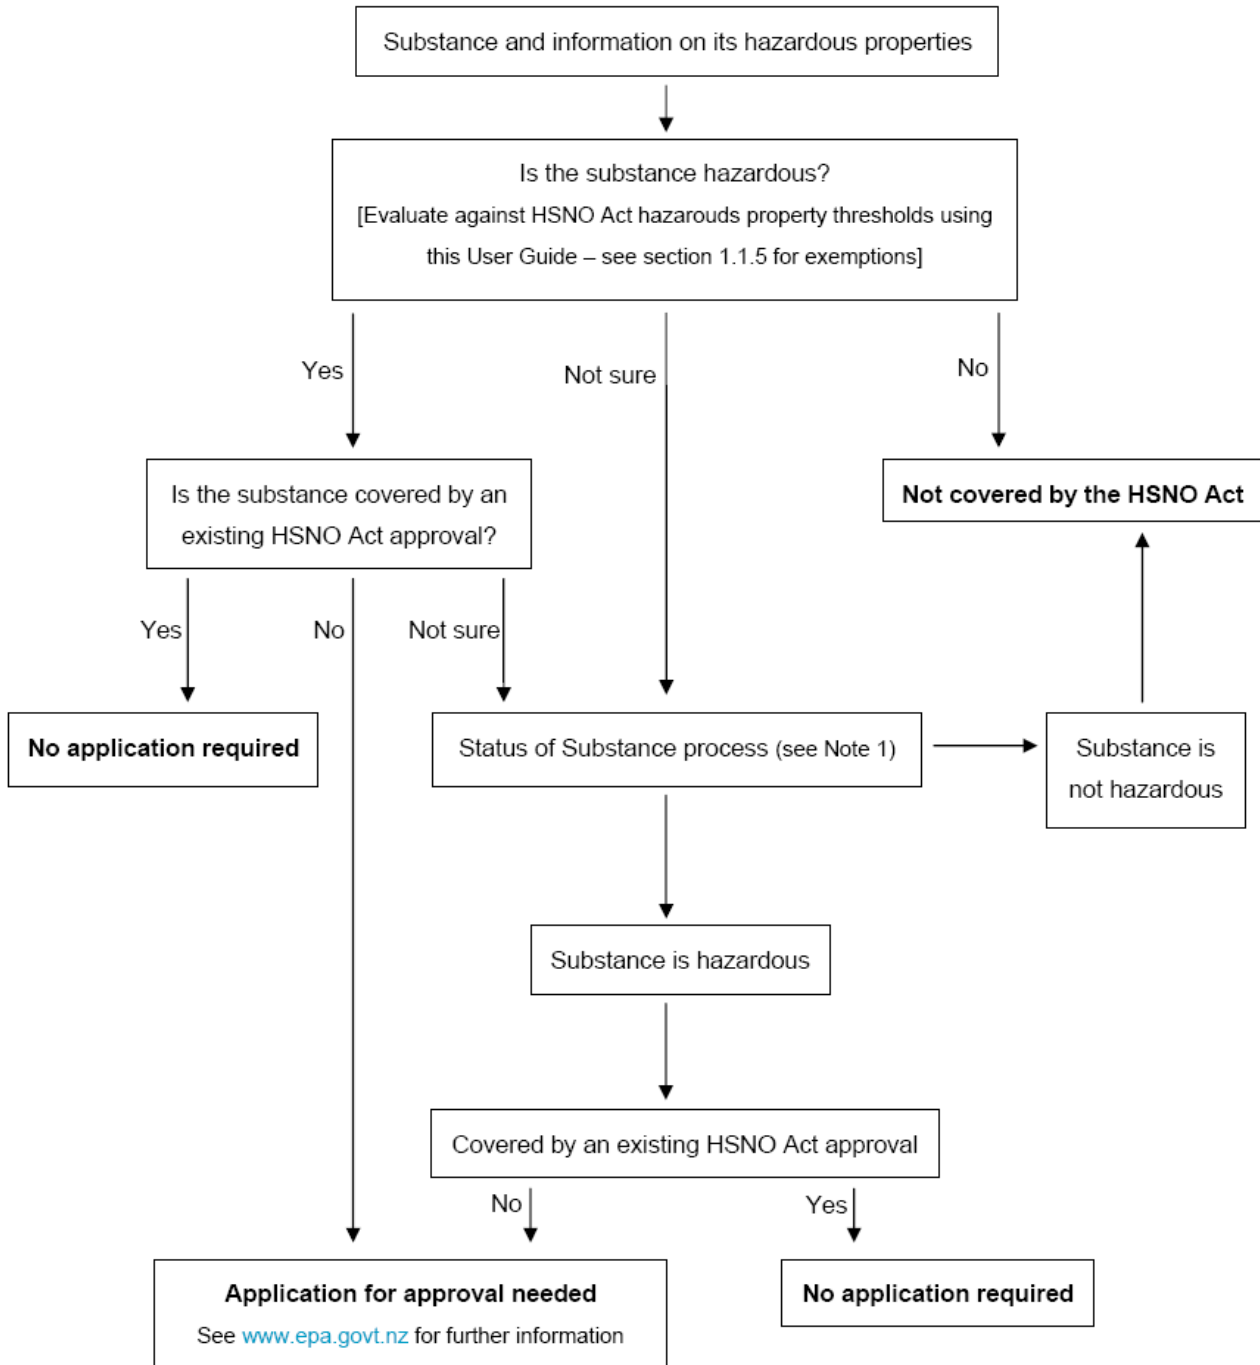 Substance and information on its hazardous properties
Is the substance hazardous?
[Evaluate against HSNO Act hazarouds property thresholds using
this User Guide – see section 1.1.5 for exemptions]
Yes
Not sure
No
Is the substance covered by an
existing HSNO Act approval?
Not covered by the HSNO Act
Yes
No
Not sure
No application required
Status of Substance process (see Note 1)
Substance is
not hazardous
Substance is hazardous
Covered by an existing HSNO Act approval
No
Yes
Application for approval needed
See www.epa.govt.nz for further information
No application required